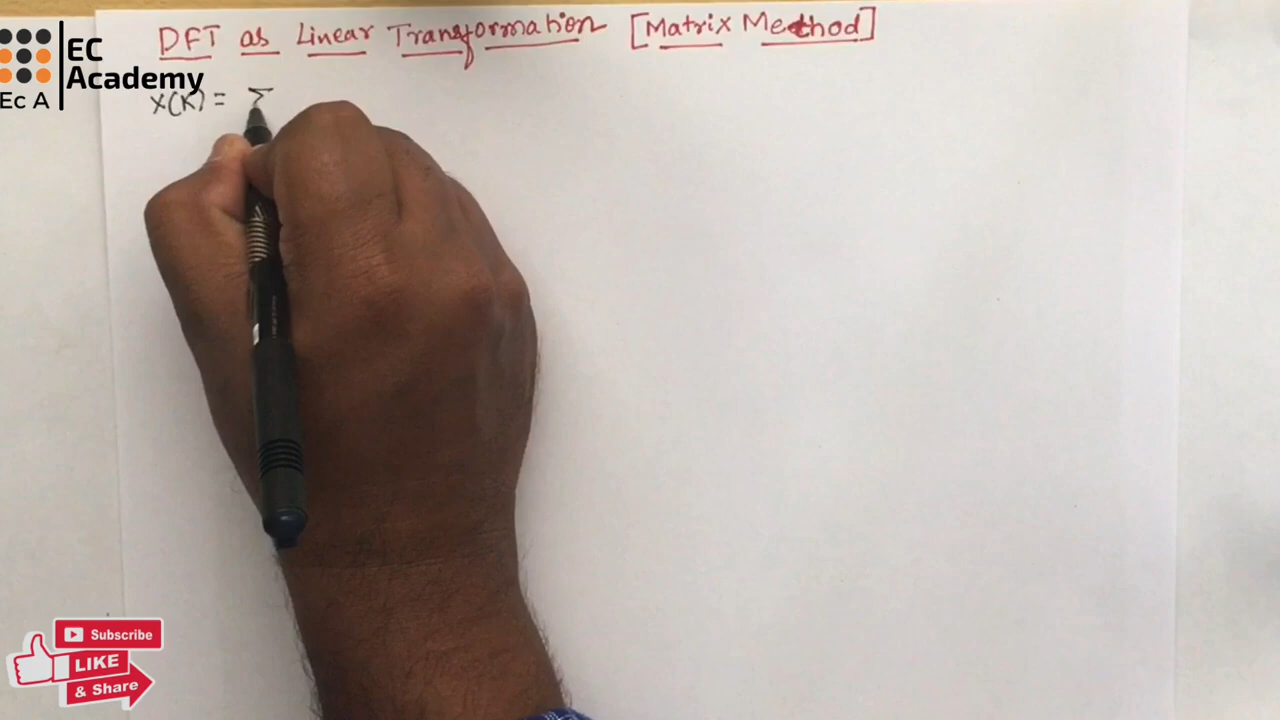 DFT as Linear Transformation [Matrix Method]
EC
Academy
Ec A
X(K) = Σ
Subscribe
LIKE
& Share